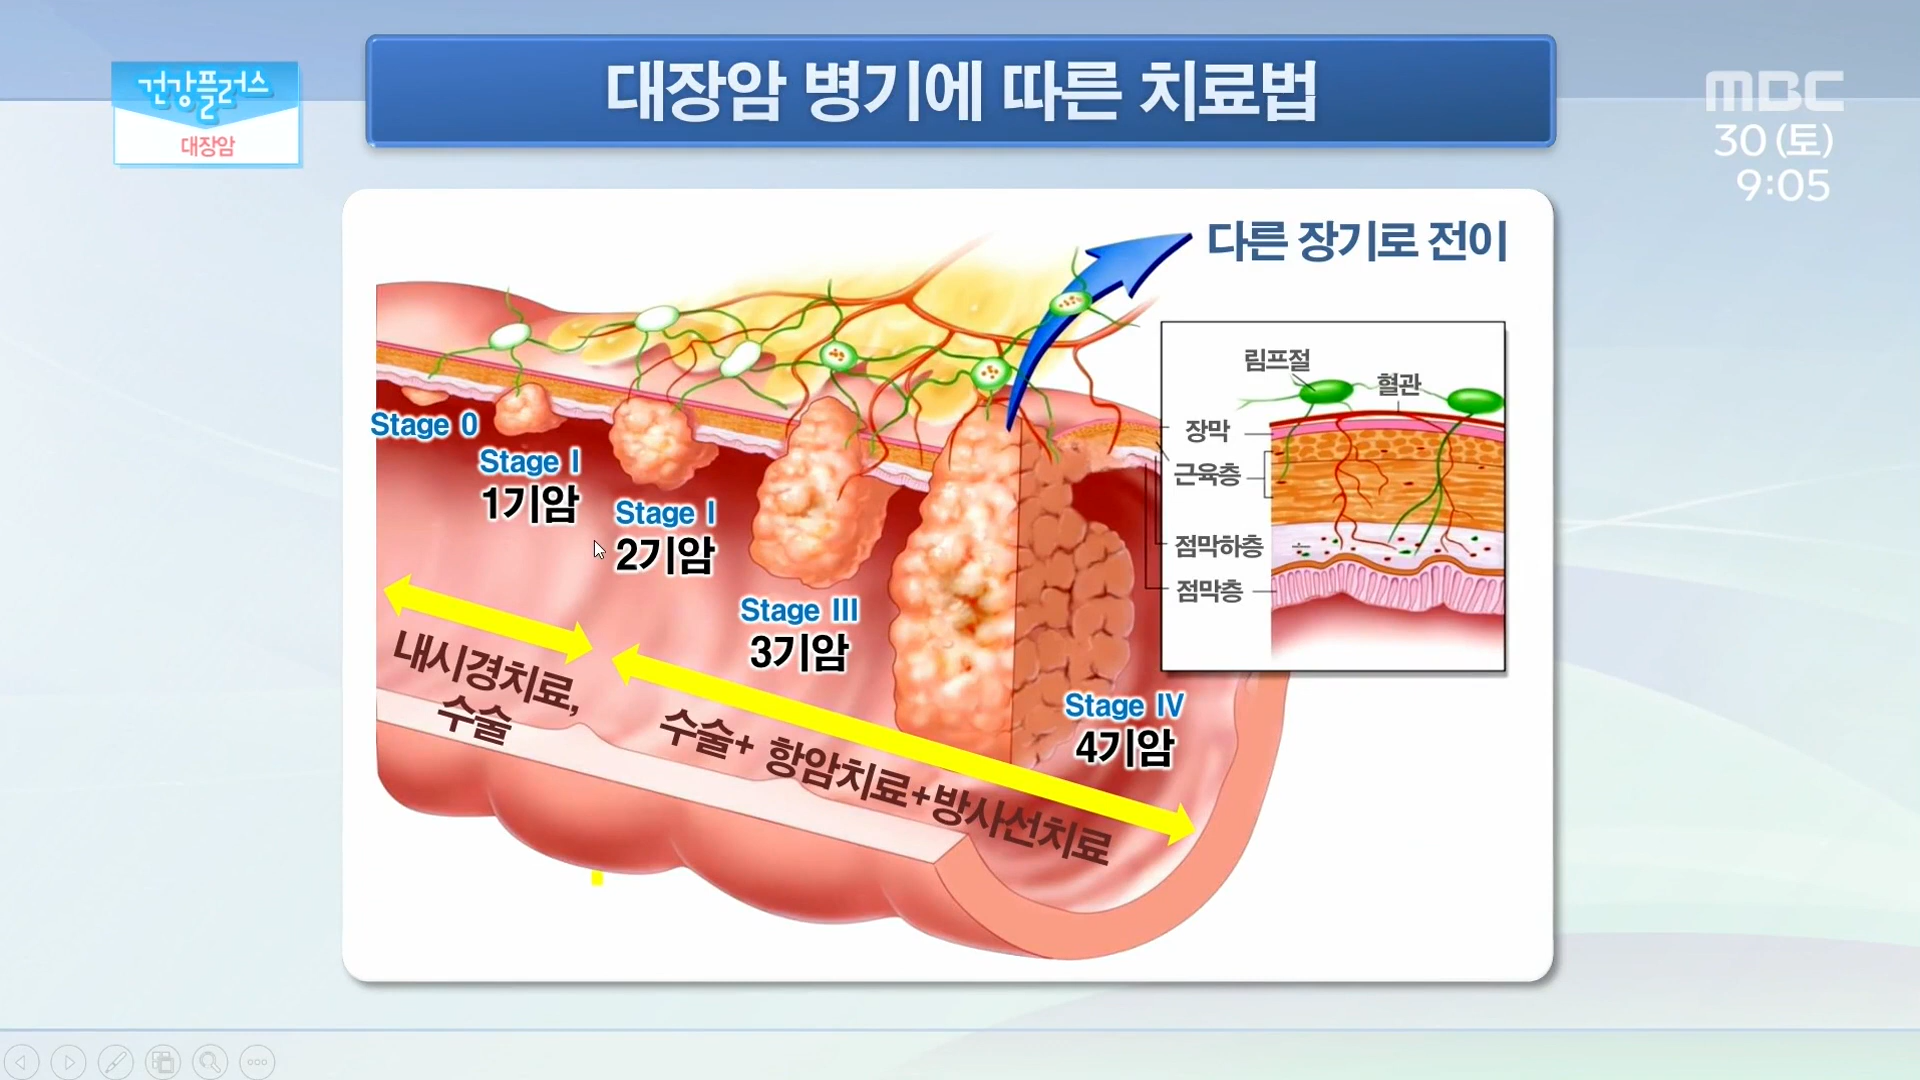 건강플러스
대장암
대장암 병기에 따른 치료법
MBC
30 (토)
9:05
다른 장기로 전이
림프절
혈관
장막
근육층
점막하층
점막층
Stage 0
Stage I
1기암
Stage I
2기암
Stage III
3기암
Stage IV
4기암
내시경치료,
수술
수술+ 항암치료+방사선치료